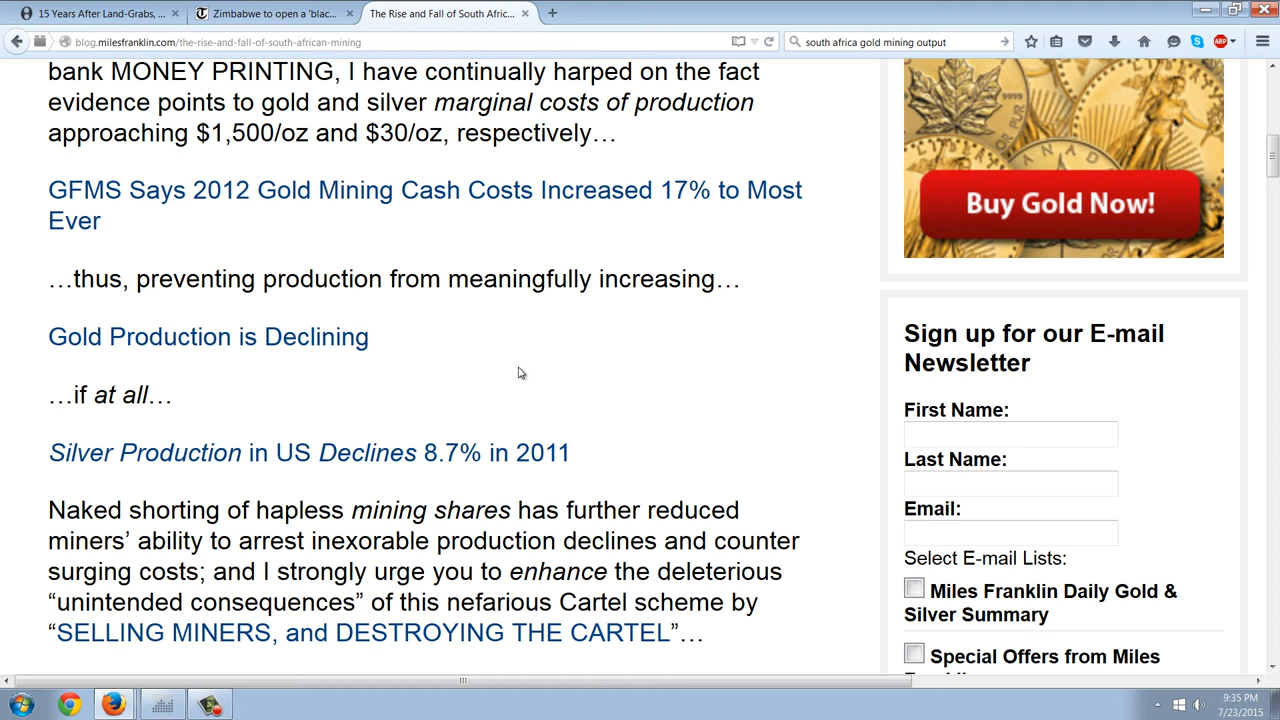 15 Years After Land-Grabs, ...
Zimbabwe to open a 'blac...
The Rise and Fall of South Afric...
blog.milesfranklin.com/the-rise-and-fall-of-south-african-mining
south africa gold mining output
ABP
bank MONEY PRINTING, I have continually harped on the fact
evidence points to gold and silver marginal costs of production
approaching $1,500/oz and $30/oz, respectively…
GFMS Says 2012 Gold Mining Cash Costs Increased 17% to Most
Ever
…thus, preventing production from meaningfully increasing…
Gold Production is Declining
…if at all…
Silver Production in US Declines 8.7% in 2011
Naked shorting of hapless mining shares has further reduced
miners’ ability to arrest inexorable production declines and counter
surging costs; and I strongly urge you to enhance the deleterious
“unintended consequences” of this nefarious Cartel scheme by
“SELLING MINERS, and DESTROYING THE CARTEL”…
Buy Gold Now!
Sign up for our E-mail
Newsletter
First Name:
Last Name:
Email:
Select E-mail Lists:
Miles Franklin Daily Gold &
Silver Summary
Special Offers from Miles
9:35 PM
7/23/2015